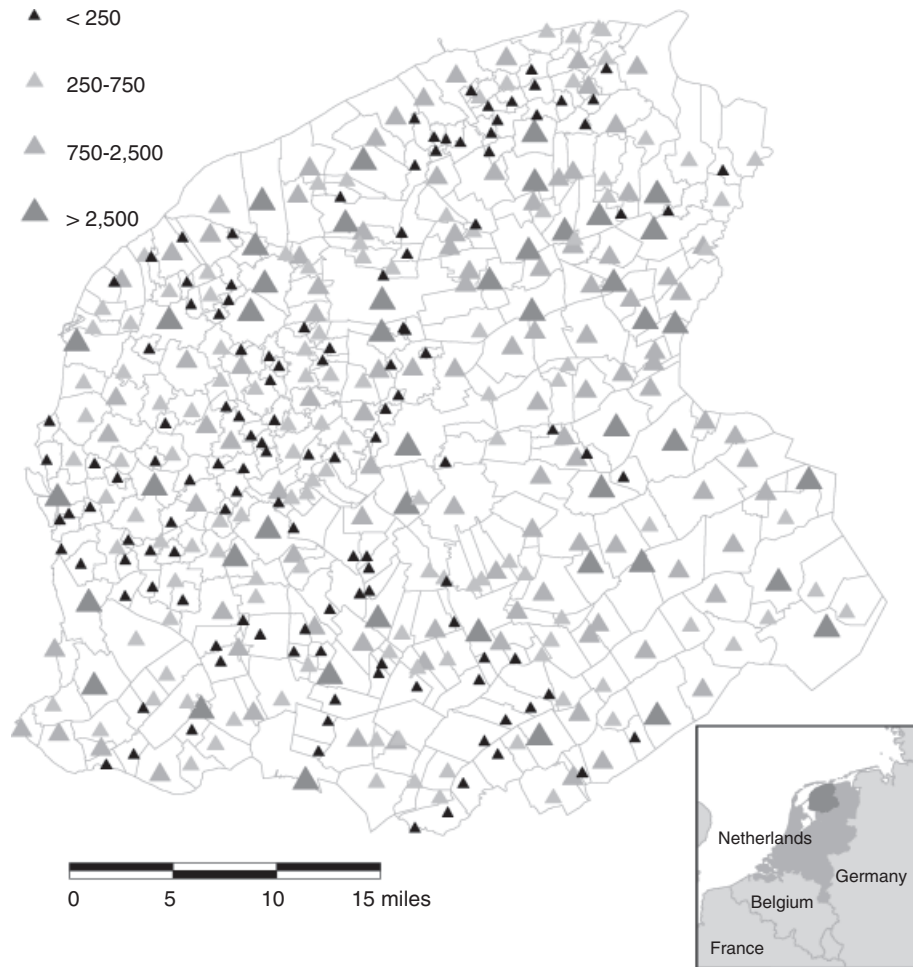 < 250
250-750
750-2,500
> 2,500
0 5 10 15 miles
Netherlands
Germany
Belgium
France